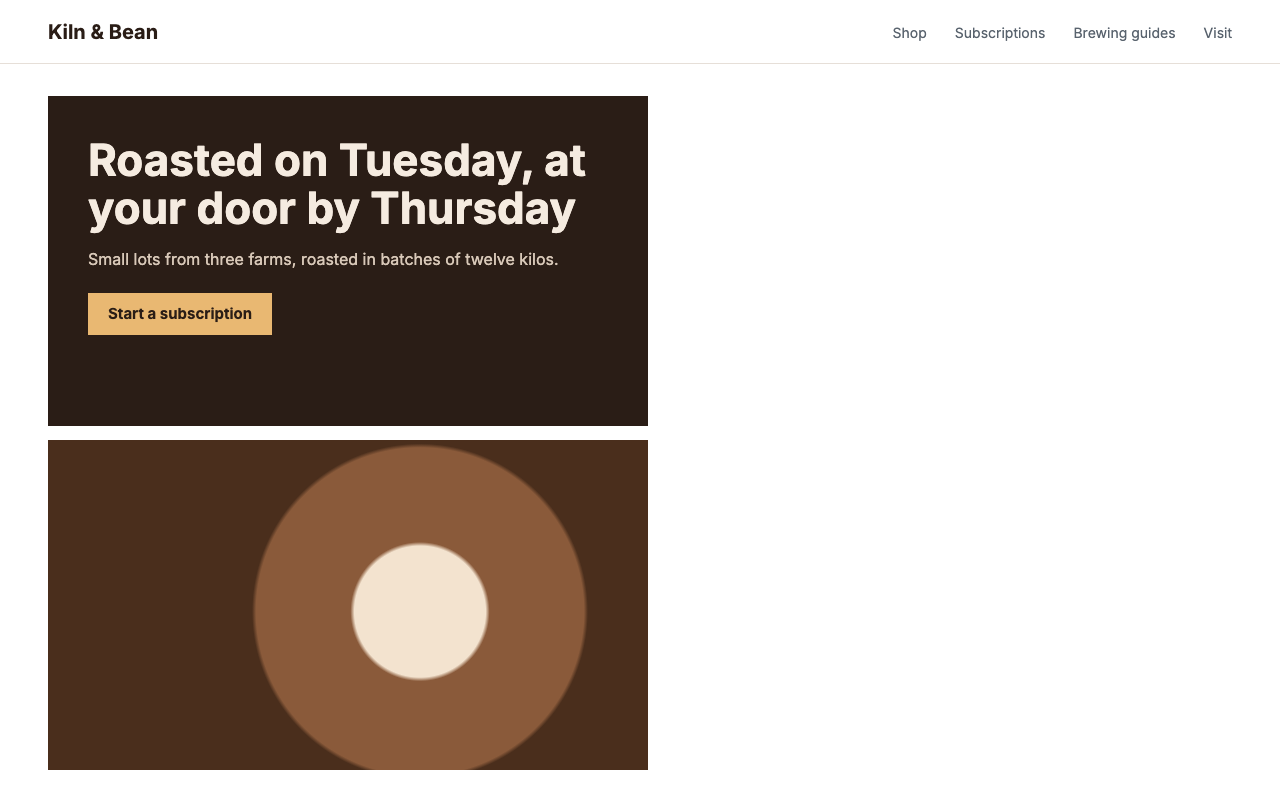 Kiln & Bean
Shop
Subscriptions
Brewing guides
Visit
Roasted on Tuesday, at
your door by Thursday
Small lots from three farms, roasted in batches of twelve kilos.
Start a subscription